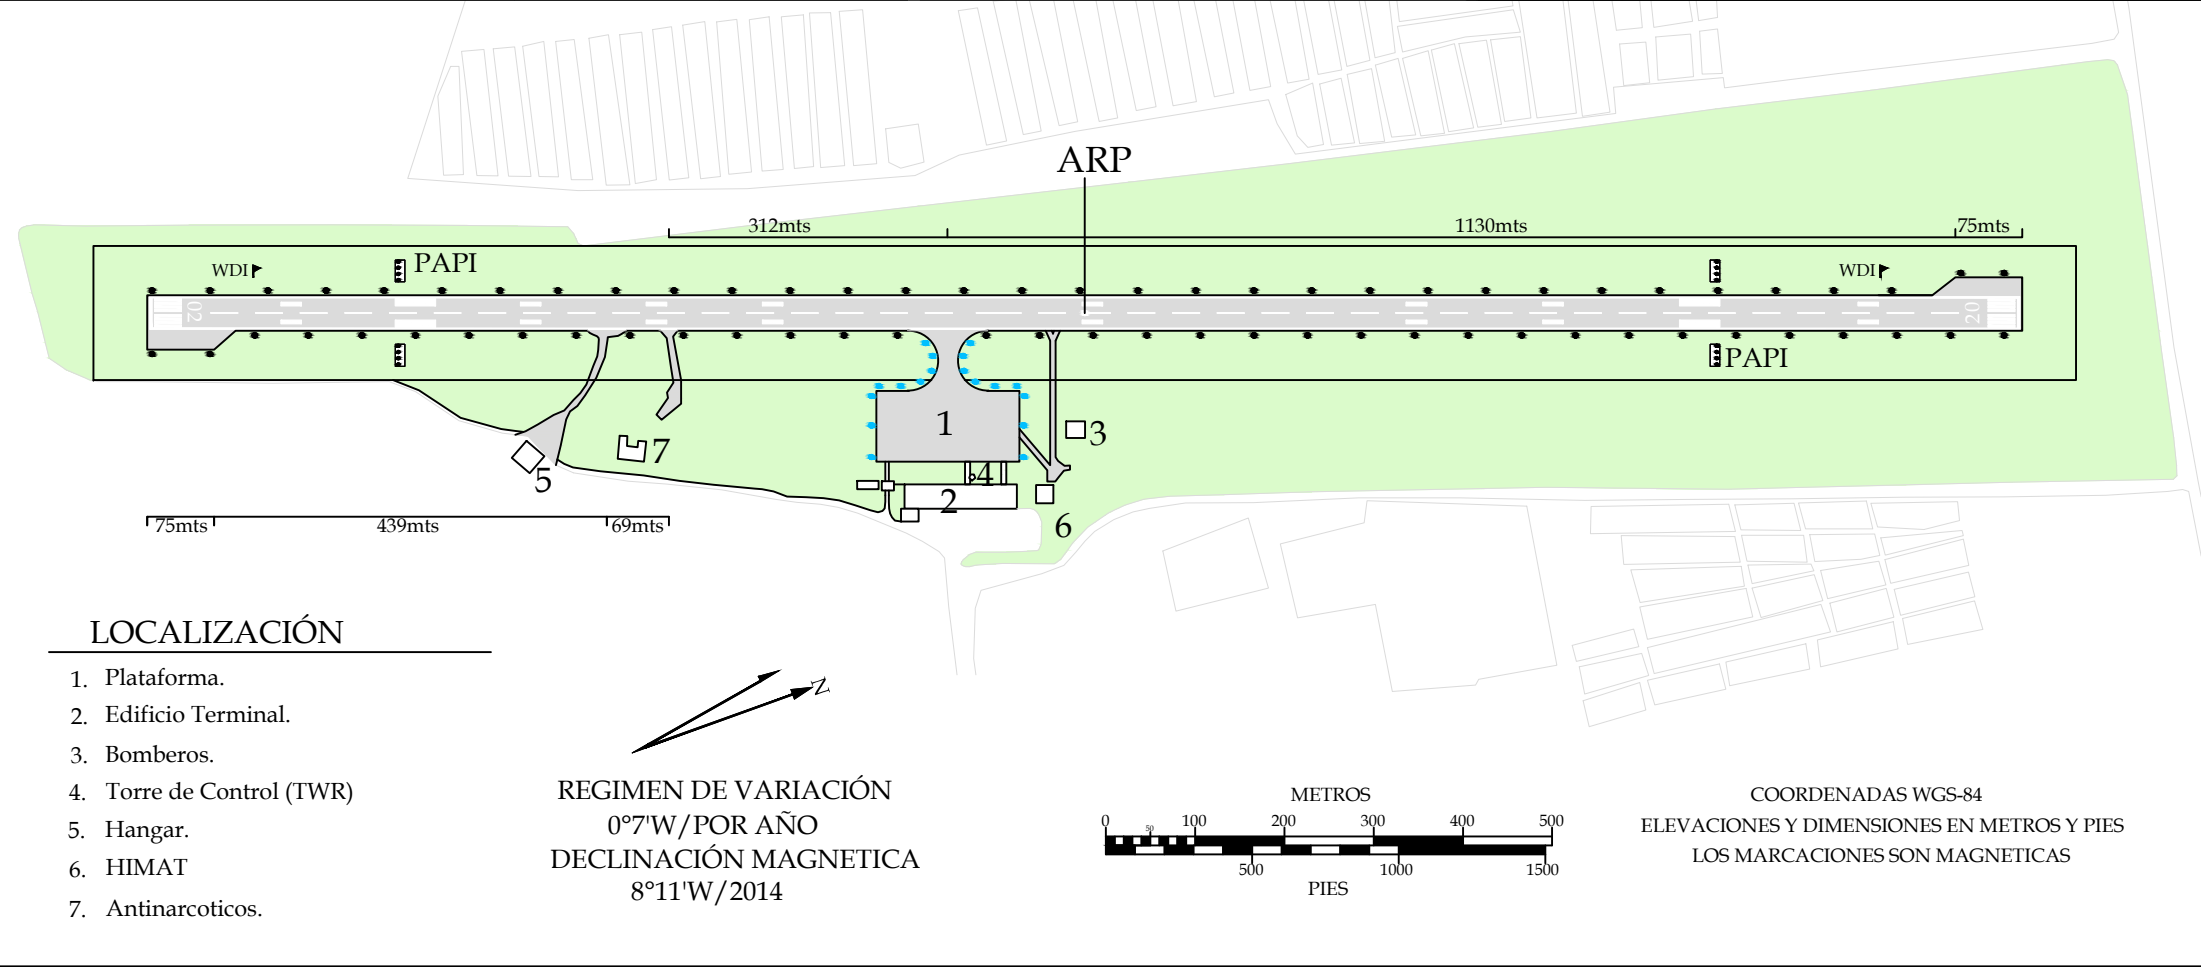 ARP
312mts
1130mts
75mts
WDI
PAPI
WDI
02
20
PAPI
1
3
7
5
4
2
6
75mts
439mts
69mts
LOCALIZACIÓN
1. Plataforma.
2. Edificio Terminal.
3. Bomberos.
4. Torre de Control (TWR)
5. Hangar.
6. HIMAT
7. Antinarcoticos.
N
REGIMEN DE VARIACIÓN
0°7'W/POR AÑO
DECLINACIÓN MAGNETICA
8°11'W/2014
METROS
0 50 100 200 300 400 500
500 1000 1500
PIES
COORDENADAS WGS-84
ELEVACIONES Y DIMENSIONES EN METROS Y PIES
LOS MARCACIONES SON MAGNETICAS